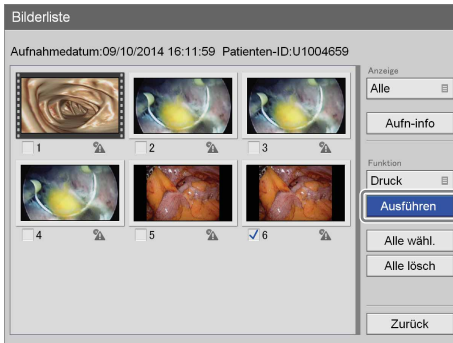 Bilderliste
Aufnahmedatum:09/10/2014 16:11:59 Patienten-ID:U1004659
Anzeige
Alle
Aufn-info
1
2
3
Funktion
Druck
Ausführen
4
5
6
Alle wähl.
Alle lösch
Zurück